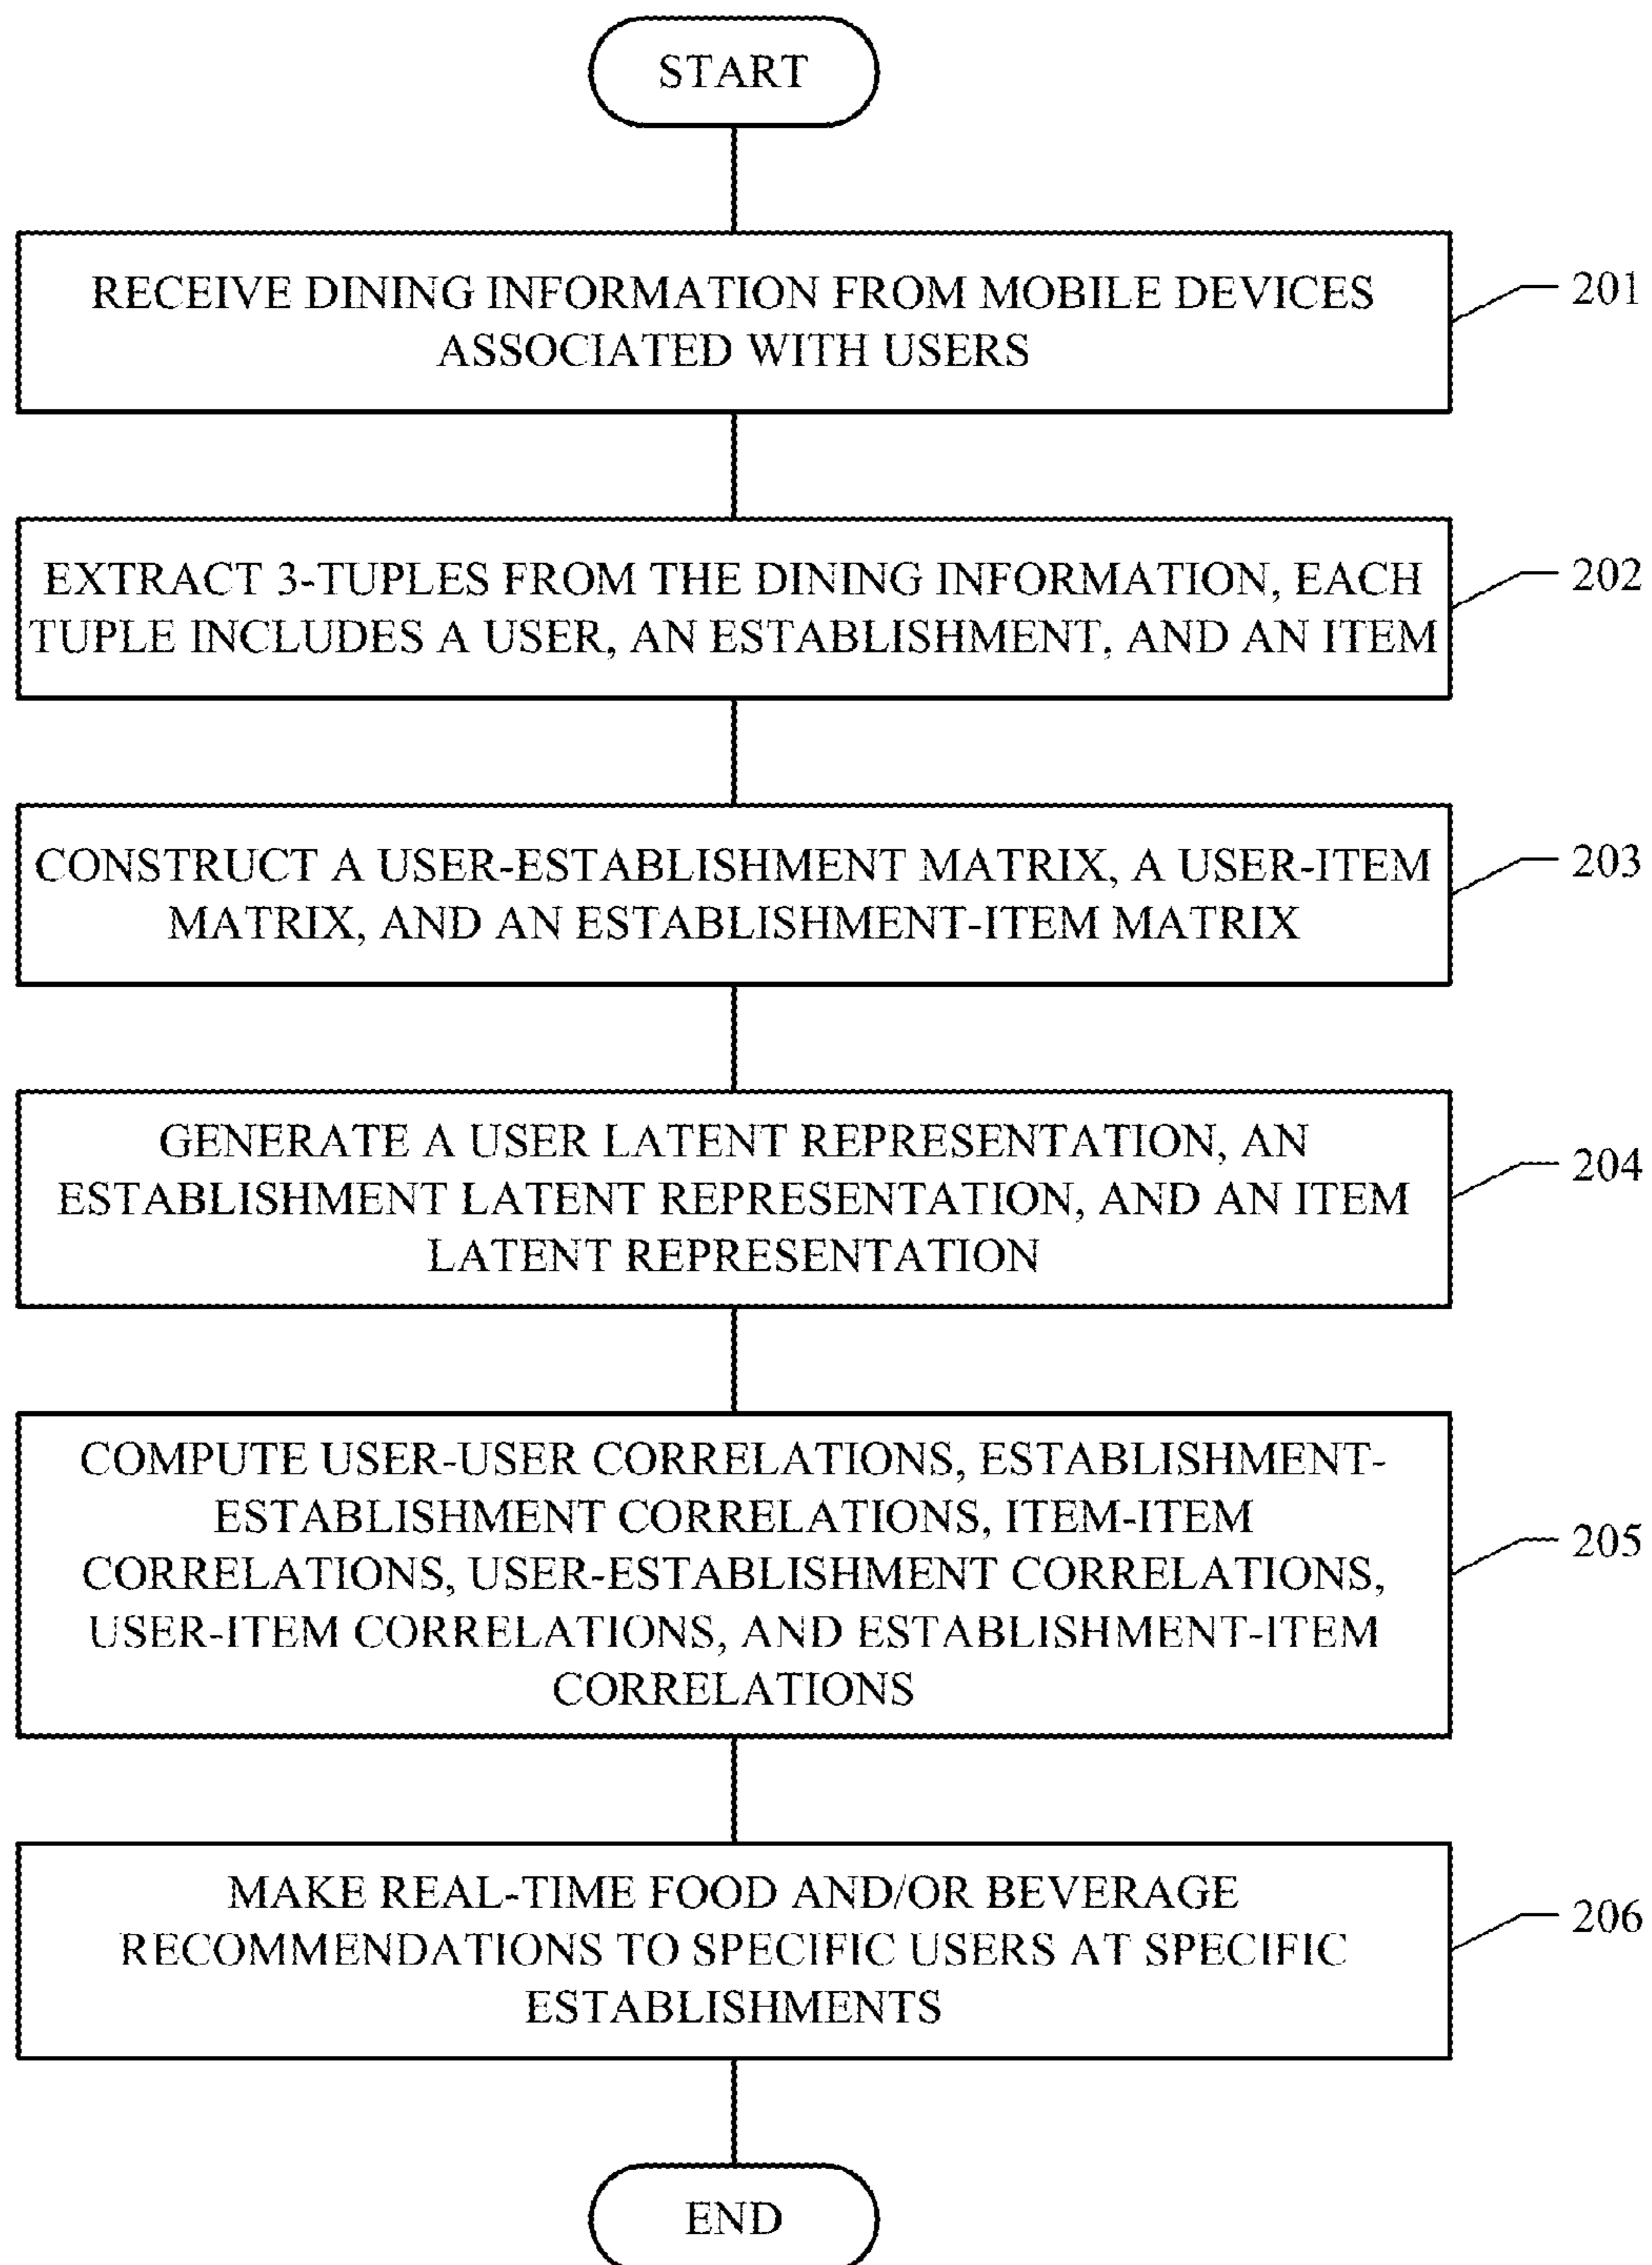 START
RECEIVE DINING INFORMATION FROM MOBILE DEVICES
ASSOCIATED WITH USERS
201
EXTRACT 3-TUPLES FROM THE DINING INFORMATION, EACH
TUPLE INCLUDES A USER, AN ESTABLISHMENT, AND AN ITEM
202
CONSTRUCT A USER-ESTABLISHMENT MATRIX, A USER-ITEM
MATRIX, AND AN ESTABLISHMENT-ITEM MATRIX
203
GENERATE A USER LATENT REPRESENTATION, AN
ESTABLISHMENT LATENT REPRESENTATION, AND AN ITEM
LATENT REPRESENTATION
204
COMPUTE USER-USER CORRELATIONS, ESTABLISHMENT-
ESTABLISHMENT CORRELATIONS, ITEM-ITEM
CORRELATIONS, USER-ESTABLISHMENT CORRELATIONS,
USER-ITEM CORRELATIONS, AND ESTABLISHMENT-ITEM
CORRELATIONS
205
MAKE REAL-TIME FOOD AND/OR BEVERAGE
RECOMMENDATIONS TO SPECIFIC USERS AT SPECIFIC
ESTABLISHMENTS
206
END